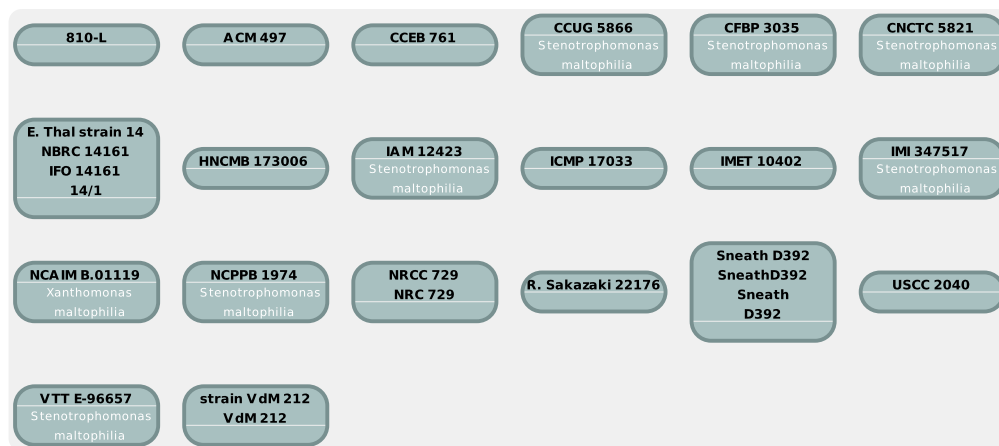 810-L
ACM 497
CCEB 761
CCUG 5866
Stenotrophomonas
maltophilia
CFBP 3035
Stenotrophomonas
maltophilia
CNCTC 5821
Stenotrophomonas
maltophilia
E. Thal strain 14
NBRC 14161
IFO 14161
14/1
HNCMB 173006
IAM 12423
Stenotrophomonas
maltophilia
ICMP 17033
IMET 10402
IMI 347517
Stenotrophomonas
maltophilia
NCAIM B.01119
Xanthomonas
maltophilia
NCPPB 1974
Stenotrophomonas
maltophilia
NRCC 729
NRC 729
R. Sakazaki 22176
Sneath D392
SneathD392
Sneath
D392
USCC 2040
VTT E-96657
Stenotrophomonas
maltophilia
strain VdM 212
VdM 212